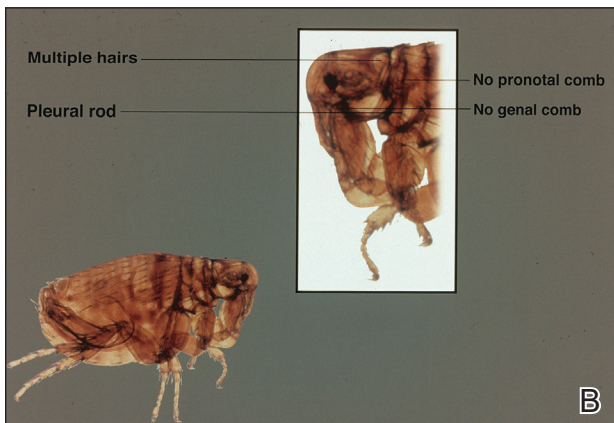 Multiple hairs
No pronotal comb
Pleural rod
No genal comb
B